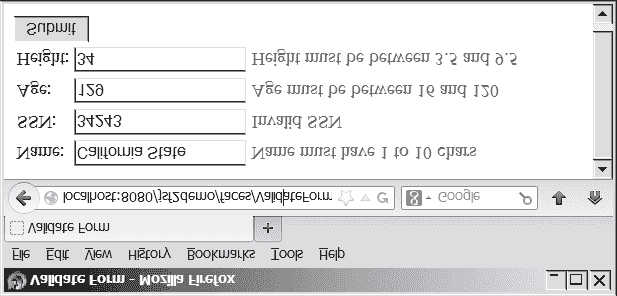 Validate Form - Mozilla Firefox
File Edit View History Bookmarks Tools Help
Validate Form +
localhost:8080/jsf2demo/faces/ValidateForm Google
Name: California State Name must have 1 to 10 chars
SSN: 34243 Invalid SSN
Age: 129 Age must be between 16 and 120
Height: 34 Height must be between 3.5 and 9.5
Submit